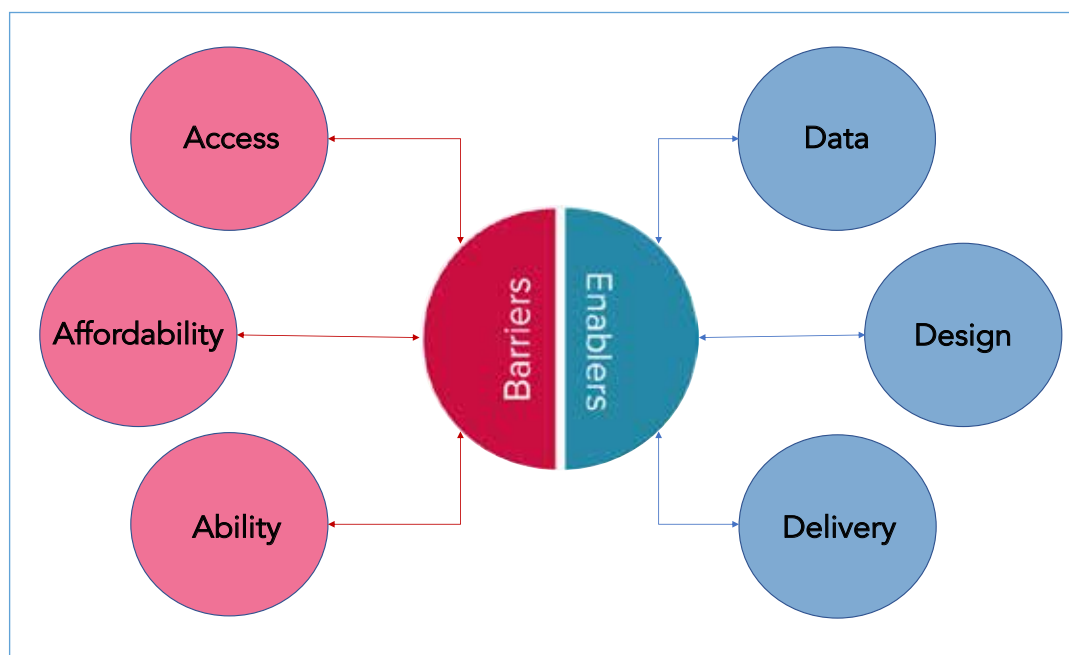 Access
Affordability
Ability
Barriers
Enablers
Data
Design
Delivery